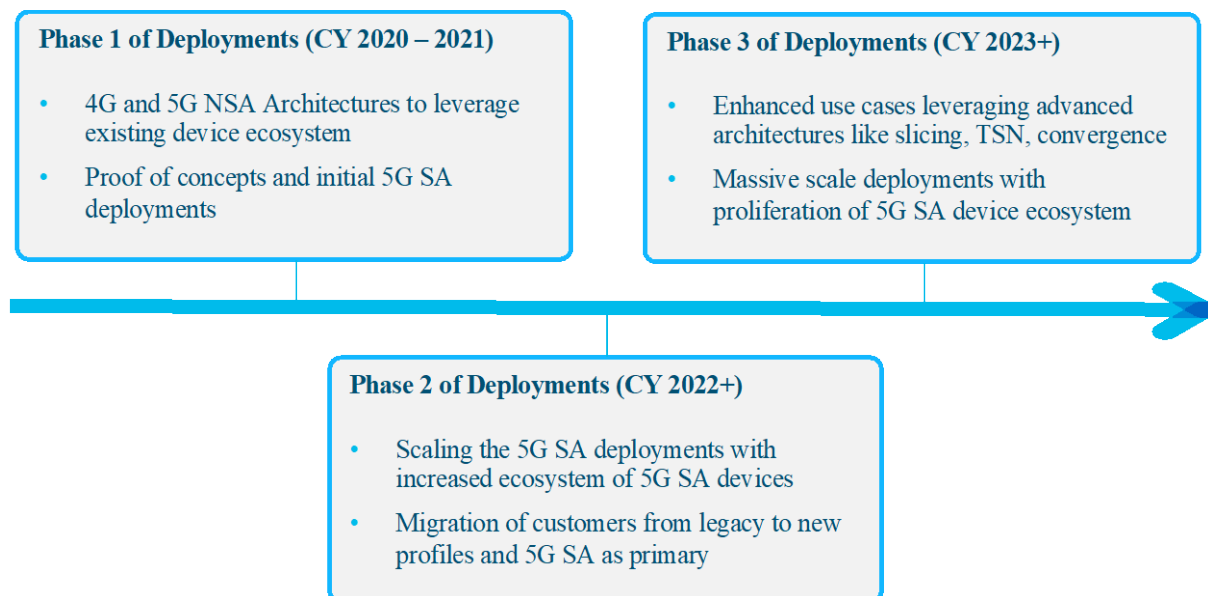 Phase 1 of Deployments (CY 2020 – 2021)
• 4G and 5G NSA Architectures to leverage
existing device ecosystem
• Proof of concepts and initial 5G SA
deployments
Phase 3 of Deployments (CY 2023+)
• Enhanced use cases leveraging advanced
architectures like slicing, TSN, convergence
• Massive scale deployments with
proliferation of 5G SA device ecosystem
Phase 2 of Deployments (CY 2022+)
• Scaling the 5G SA deployments with
increased ecosystem of 5G SA devices
• Migration of customers from legacy to new
profiles and 5G SA as primary